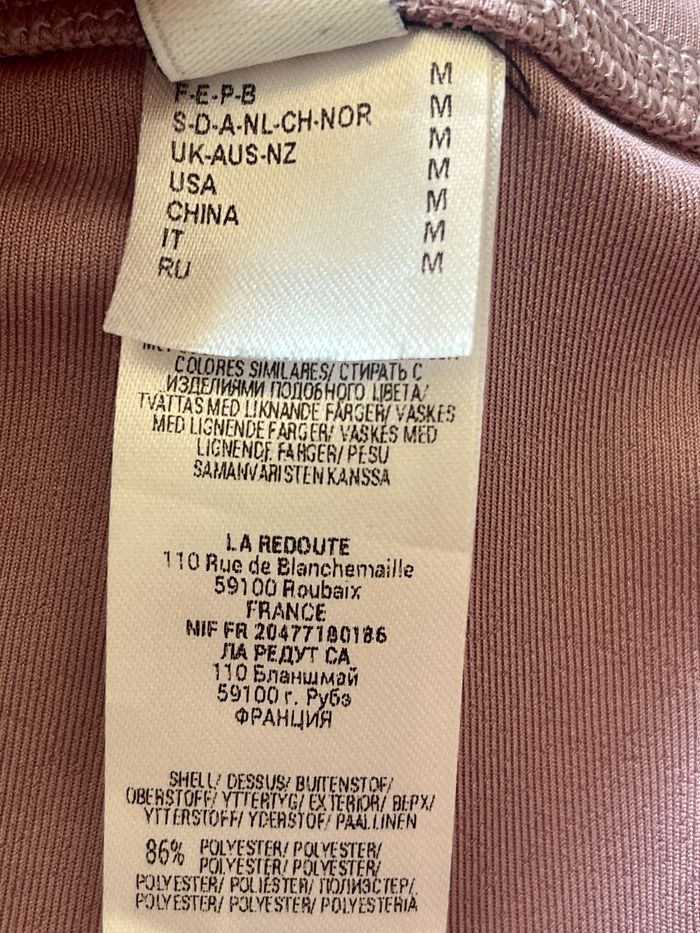 M
F-E-P-B M
S-D-A-NL-CH-NOR M
UK-AUS-NZ M
USA M
CHINA M
IT M
RU
COLORES SIMILARES/ СТИРАТЬ С
ИЗДЕЛИЯМИ ПОДОБНОГО ЦВЕТА/
TVÄTTAS MED LIKNANDE FÄRGER/ VASKES
MED LIGNENDE FARGER/ VASKES MED
LIGNENDE FARGER/ PESU
SAMANVÄRISTEN KANSSA
LA REDOUTE
110 Rue de Blanchemaille
59100 Roubaix
FRANCE
NIF FR 20477180186
ЛА РЕДУТ СА
110 Бланшмай
59100 г. Рубэ
ФРАНЦИЯ
SHELL/ DESSUS/ BUITENSTOF/
OBERSTOFF/ YTTERTYG/ EXTERIOR/ ВЕРХ/
YTTERSTOFF/ YDERSTOF/ PÄÄLLINEN
86% POLYESTER/ POLYESTER/
POLYESTER/ POLYESTER/
POLYESTER/ POLIÉSTER/ ПОЛИЭСТЕР/
POLYESTER/ POLYESTER/ POLYESTERIA